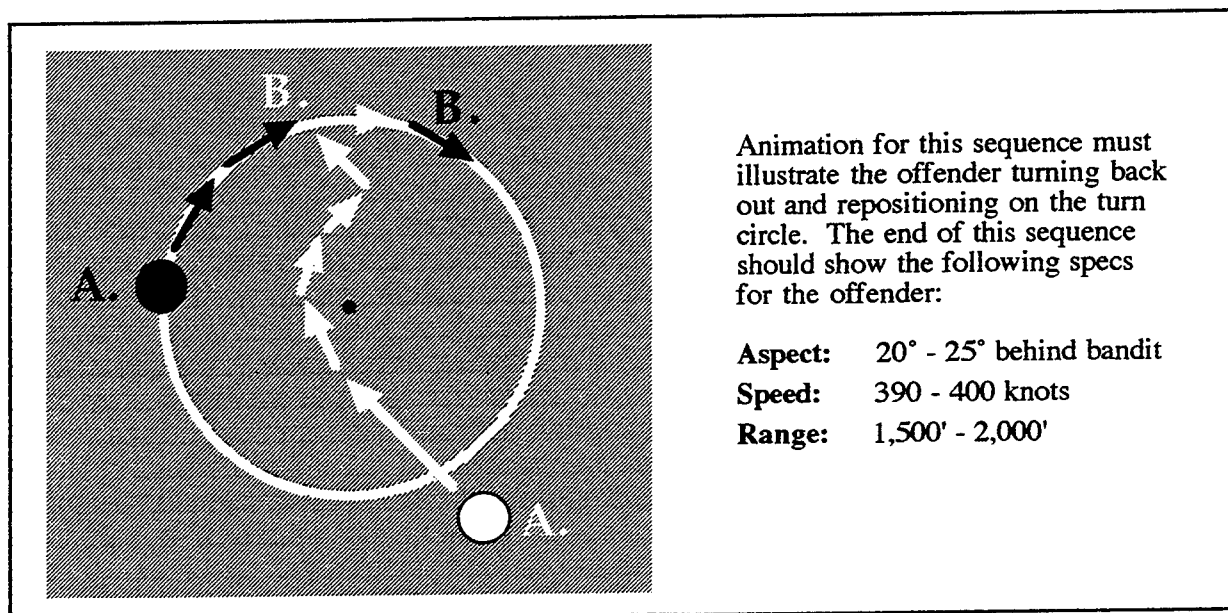 B.
B.
A.
A.
Animation for this sequence must
illustrate the offender turning back
out and repositioning on the turn
circle. The end of this sequence
should show the following specs
for the offender:
Aspect: 20° - 25° behind bandit
Speed: 390 - 400 knots
Range: 1,500' - 2,000'